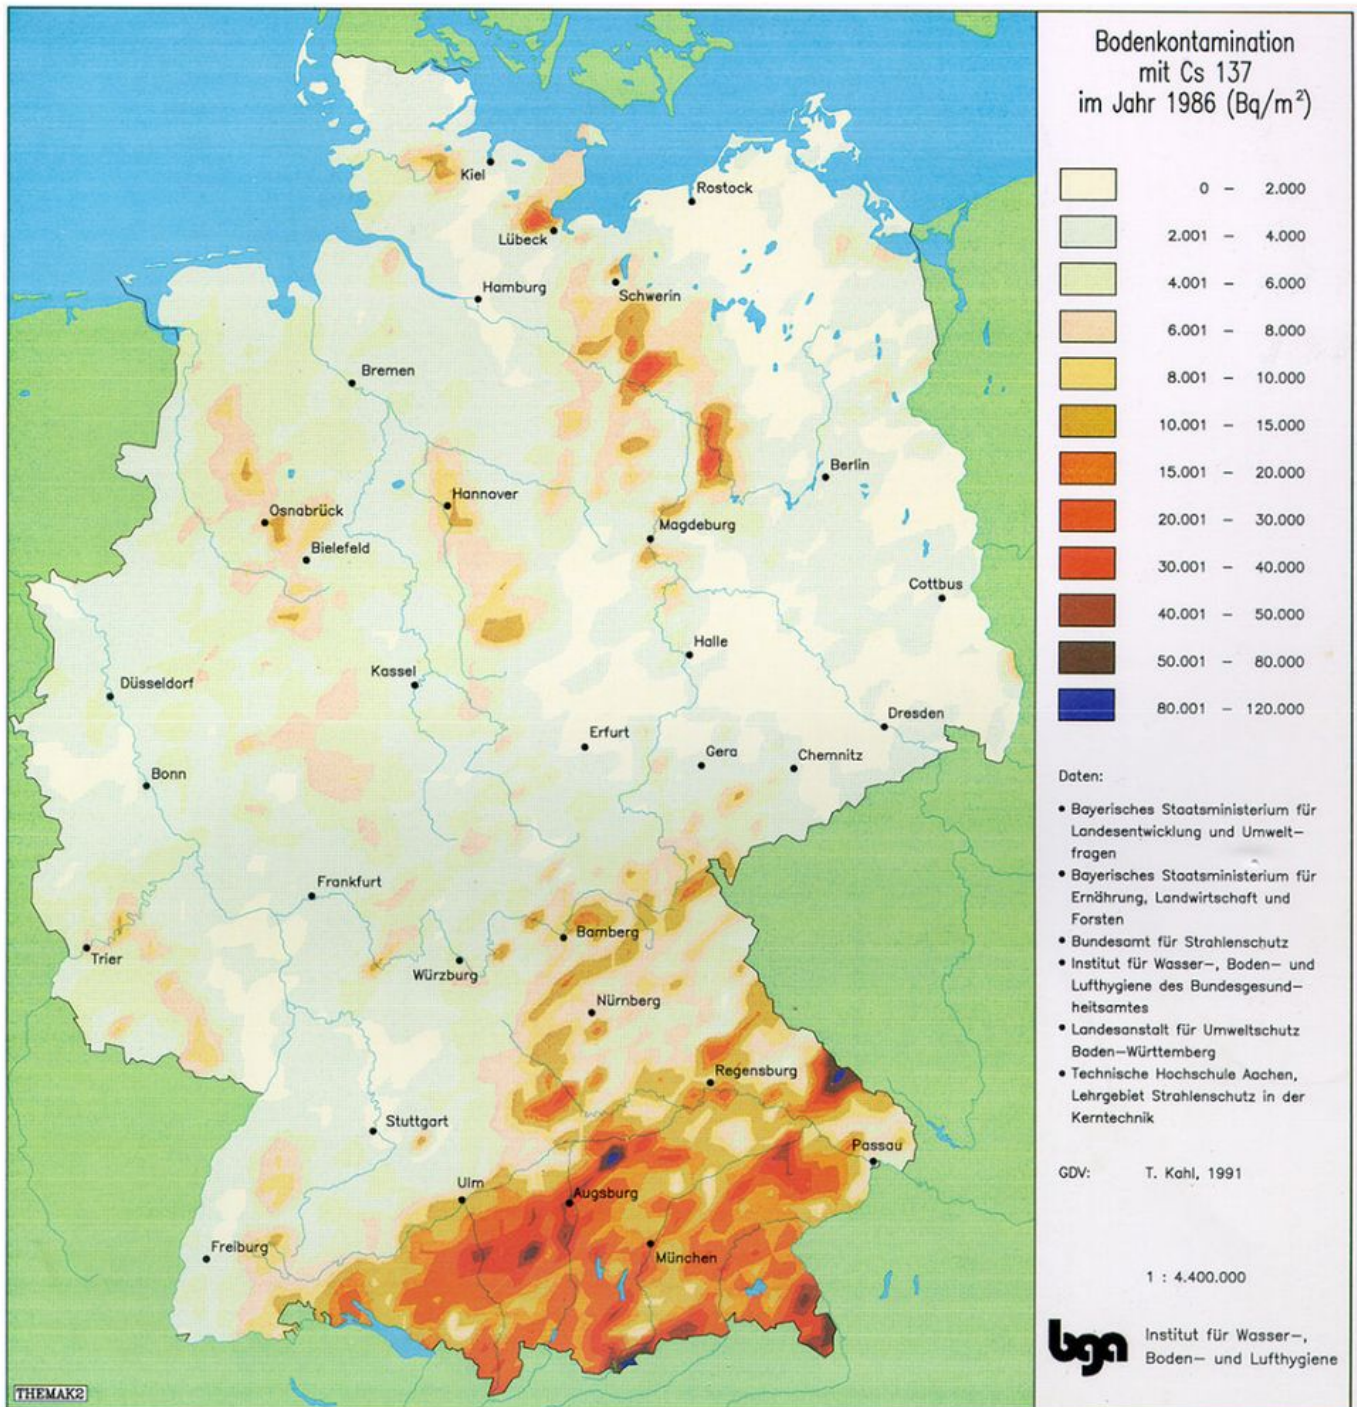 Bodenkontamination
mit Cs 137
im Jahr 1986 (Bq/m²)
0 – 2.000
2.001 – 4.000
4.001 – 6.000
6.001 – 8.000
8.001 – 10.000
10.001 – 15.000
15.001 – 20.000
20.001 – 30.000
30.001 – 40.000
40.001 – 50.000
50.001 – 80.000
80.001 – 120.000
Daten:
• Bayerisches Staatsministerium für
Landesentwicklung und Umwelt–
fragen
• Bayerisches Staatsministerium für
Ernährung, Landwirtschaft und
Forsten
• Bundesamt für Strahlenschutz
• Institut für Wasser–, Boden– und
Lufthygiene des Bundesgesund–
heitsamtes
• Landesanstalt für Umweltschutz
Baden–Württemberg
• Technische Hochschule Aachen,
Lehrgebiet Strahlenschutz in der
Kerntechnik
GDV: T. Kahl, 1991
1 : 4.400.000
bga
Institut für Wasser–,
Boden– und Lufthygiene
Kiel
Rostock
Lübeck
Hamburg
Schwerin
Bremen
Berlin
Hannover
Osnabrück
Magdeburg
Bielefeld
Cottbus
Halle
Kassel
Düsseldorf
Dresden
Erfurt
Gera
Chemnitz
Bonn
Frankfurt
Bamberg
Trier
Würzburg
Nürnberg
Regensburg
Stuttgart
Passau
Ulm
Augsburg
Freiburg
München
THEMAK2